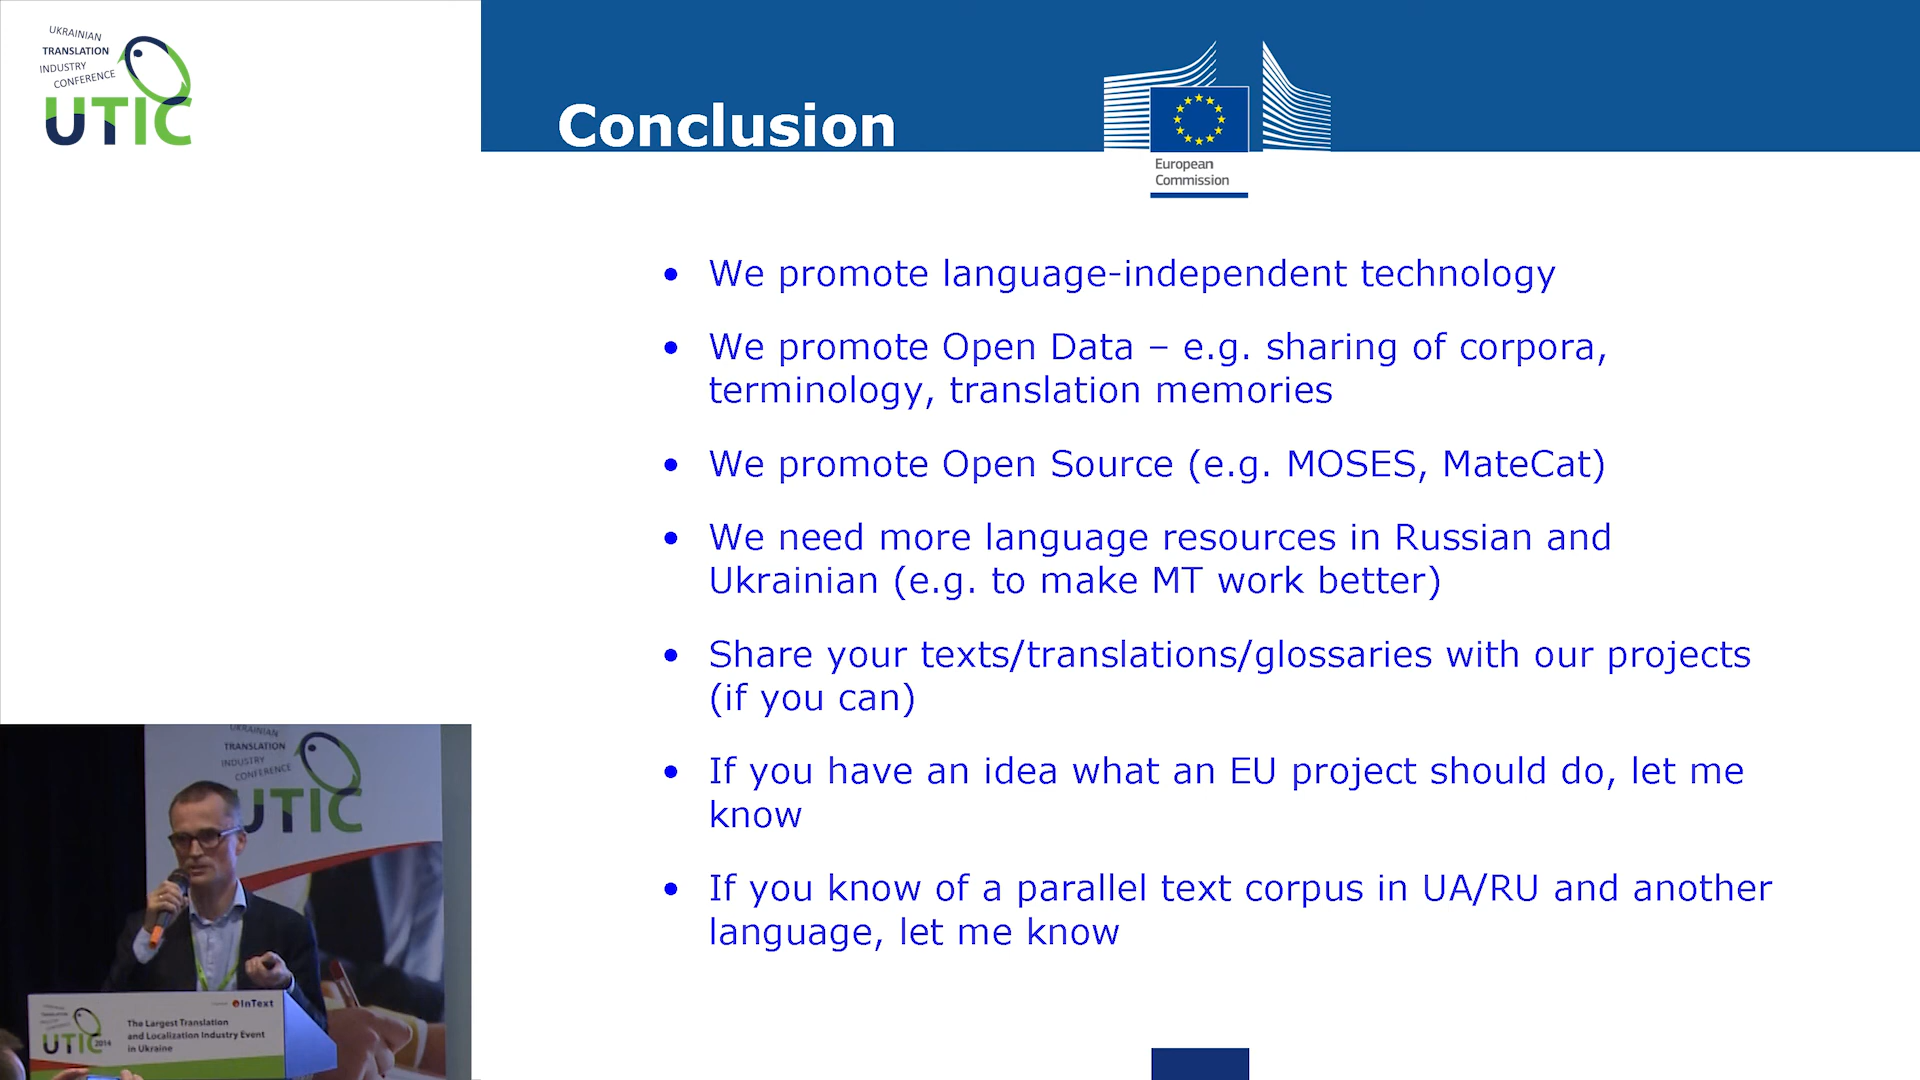 UKRAINIAN
TRANSLATION
INDUSTRY
CONFERENCE
UTIC
Conclusion
European
Commission
• We promote language-independent technology
• We promote Open Data – e.g. sharing of corpora,
terminology, translation memories
• We promote Open Source (e.g. MOSES, MateCat)
• We need more language resources in Russian and
Ukrainian (e.g. to make MT work better)
• Share your texts/translations/glossaries with our projects
(if you can)
• If you have an idea what an EU project should do, let me
know
• If you know of a parallel text corpus in UA/RU and another
language, let me know
UKRAINIAN
TRANSLATION
INDUSTRY
CONFERENCE
UTIC
InText
UTIC 2014
The Largest Translation
and Localization Industry Event
in Ukraine